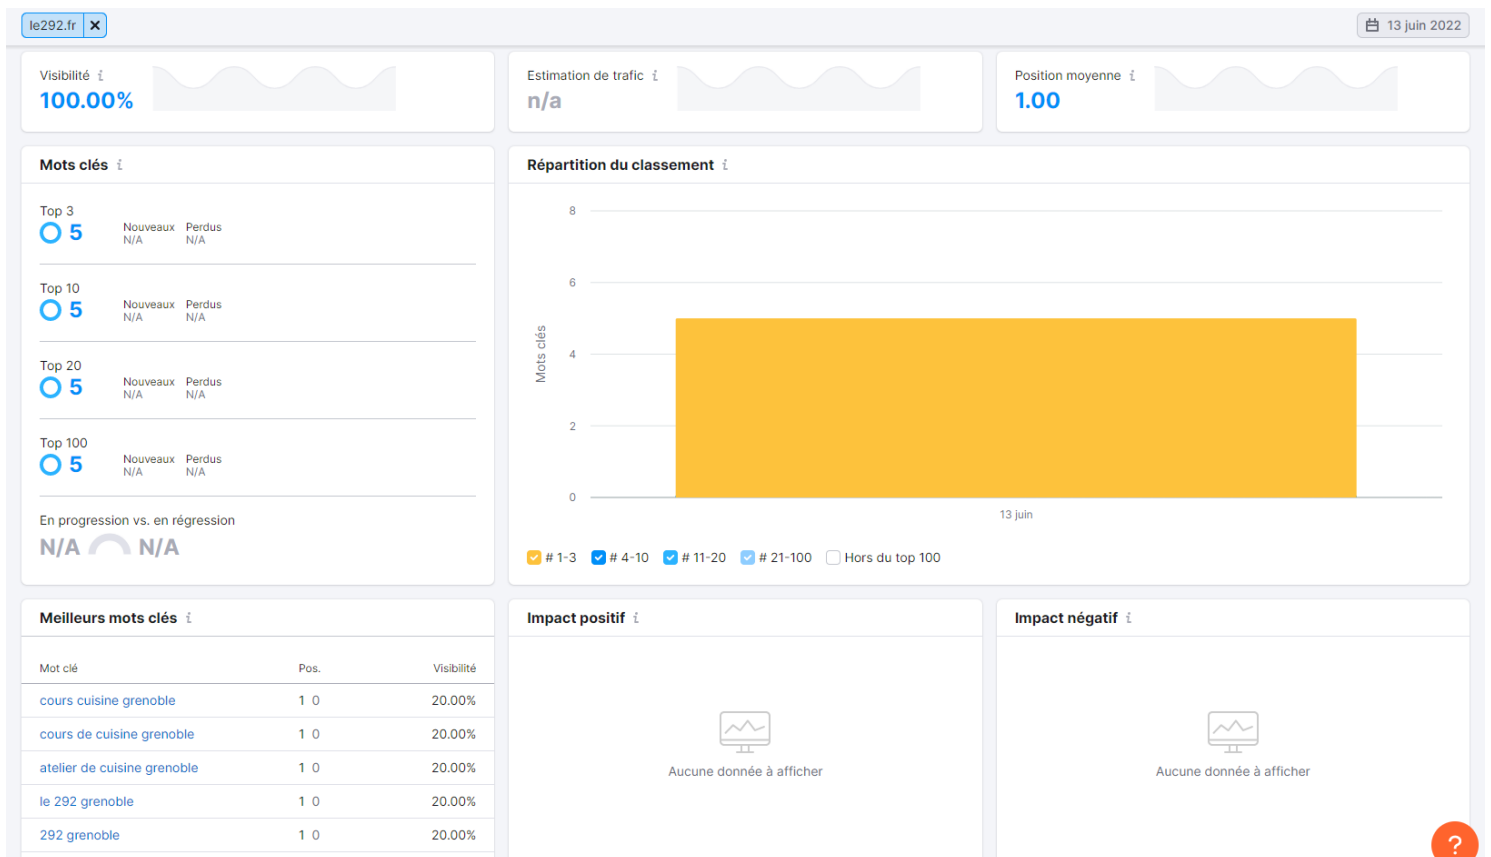 le292.fr ✕
13 juin 2022
Visibilité i
100.00%
Estimation de trafic i
n/a
Position moyenne i
1.00
Mots clés i
Top 3
5
Nouveaux Perdus
N/A N/A
Top 10
5
Nouveaux Perdus
N/A N/A
Top 20
5
Nouveaux Perdus
N/A N/A
Top 100
5
Nouveaux Perdus
N/A N/A
En progression vs. en régression
N/A N/A
Répartition du classement i
8
6
4
2
0
Mots clés
13 juin
# 1-3 # 4-10 # 11-20 # 21-100 Hors du top 100
Meilleurs mots clés i
Mot clé Pos. Visibilité
cours cuisine grenoble 1 0 20.00%
cours de cuisine grenoble 1 0 20.00%
atelier de cuisine grenoble 1 0 20.00%
le 292 grenoble 1 0 20.00%
292 grenoble 1 0 20.00%
Impact positif i
Aucune donnée à afficher
Impact négatif i
Aucune donnée à afficher
?